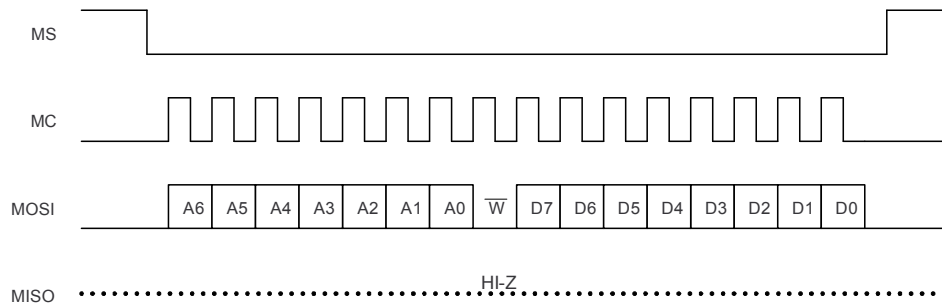 MS
MC
MOSI A6 A5 A4 A3 A2 A1 A0 W̅ D7 D6 D5 D4 D3 D2 D1 D0
HI-Z
MISO